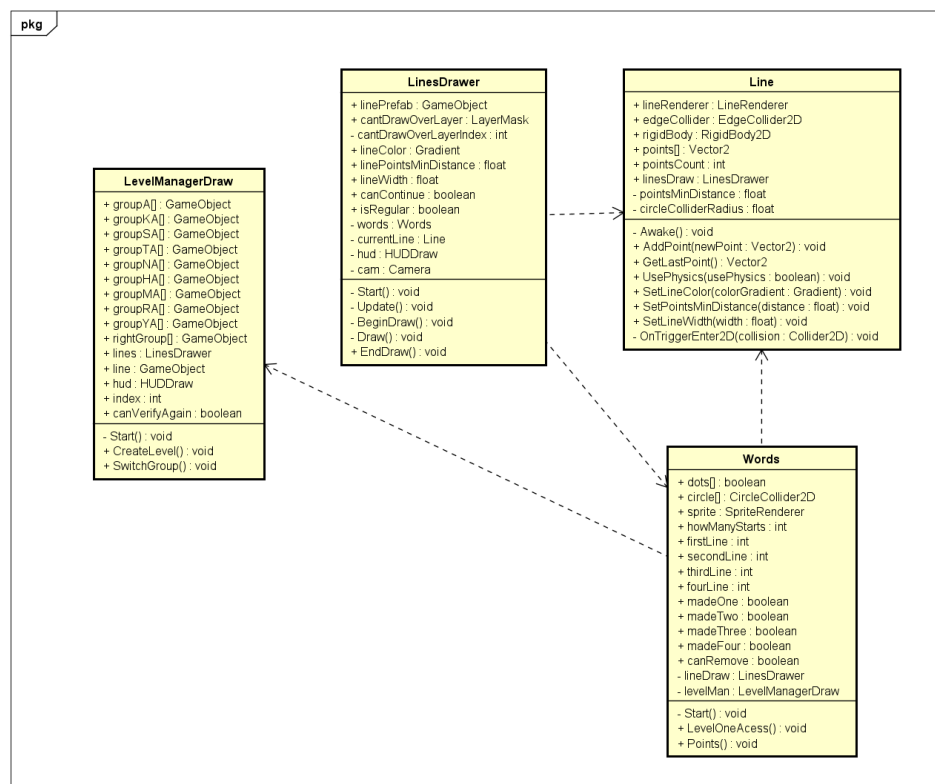 pkg
LinesDrawer
+ linePrefab : GameObject
+ cantDrawOverLayer : LayerMask
- cantDrawOverLayerIndex : int
+ lineColor : Gradient
+ linePointsMinDistance : float
+ lineWidth : float
+ canContinue : boolean
+ isRegular : boolean
- words : Words
- currentLine : Line
- hud : HUDDraw
- cam : Camera
- Start() : void
- Update() : void
- BeginDraw() : void
- Draw() : void
+ EndDraw() : void
Line
+ lineRenderer : LineRenderer
+ edgeCollider : EdgeCollider2D
+ rigidBody : RigidBody2D
+ points[] : Vector2
+ pointsCount : int
+ linesDraw : LinesDrawer
- pointsMinDistance : float
- circleColliderRadius : float
- Awake() : void
+ AddPoint(newPoint : Vector2) : void
+ GetLastPoint() : Vector2
+ UsePhysics(usePhysics : boolean) : void
+ SetLineColor(colorGradient : Gradient) : void
+ SetPointsMinDistance(distance : float) : void
+ SetLineWidth(width : float) : void
- OnTriggerEnter2D(collision : Collider2D) : void
LevelManagerDraw
+ groupA[] : GameObject
+ groupKA[] : GameObject
+ groupSA[] : GameObject
+ groupTA[] : GameObject
+ groupNA[] : GameObject
+ groupHA[] : GameObject
+ groupMA[] : GameObject
+ groupRA[] : GameObject
+ groupYA[] : GameObject
+ rightGroup[] : GameObject
+ lines : LinesDrawer
+ line : GameObject
+ hud : HUDDraw
+ index : int
+ canVerifyAgain : boolean
- Start() : void
+ CreateLevel() : void
+ SwitchGroup() : void
Words
+ dots[] : boolean
+ circle[] : CircleCollider2D
+ sprite : SpriteRenderer
+ howManyStarts : int
+ firstLine : int
+ secondLine : int
+ thirdLine : int
+ fourLine : int
+ madeOne : boolean
+ madeTwo : boolean
+ madeThree : boolean
+ madeFour : boolean
+ canRemove : boolean
- lineDraw : LinesDrawer
- levelMan : LevelManagerDraw
- Start() : void
+ LevelOneAcess() : void
+ Points() : void